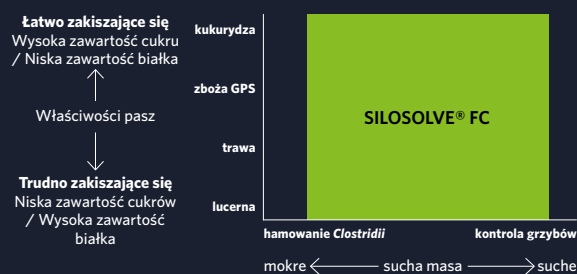 Łatwo zakiszające się
Wysoka zawartość cukru
/ Niska zawartość białka
Właściwości pasz
Trudno zakiszające się
Niska zawartość cukrów
/ Wysoka zawartość
białka
kukurydza
zboża GPS
trawa
lucerna
SILOSOLVE® FC
hamowanie Clostridii
kontrola grzybów
mokre
sucha masa
suche